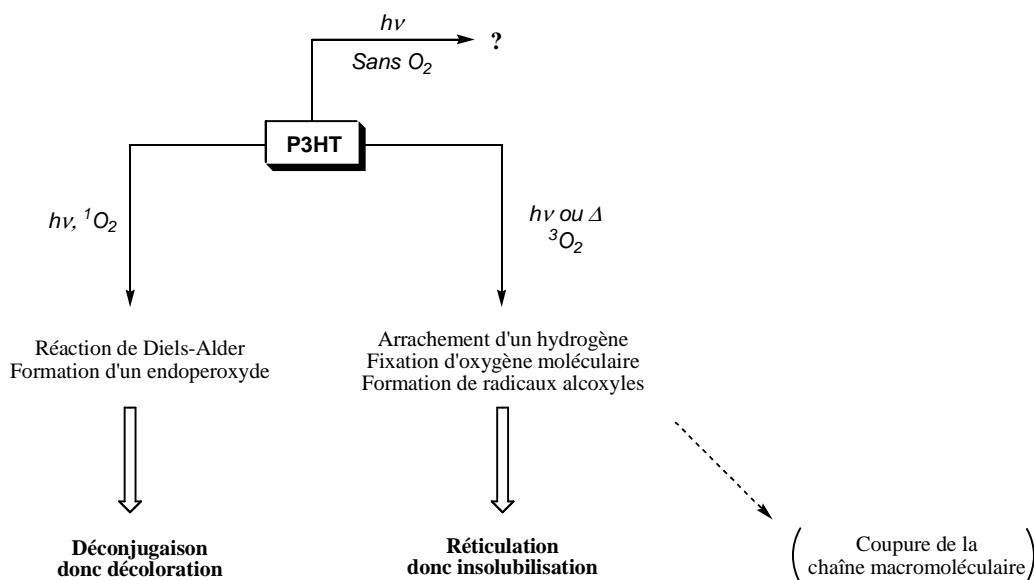 hν
?
Sans O2
P3HT
hν, 1O2
hν ou Δ
3O2
Réaction de Diels-Alder
Formation d'un endoperoxyde
Arrachement d'un hydrogène
Fixation d'oxygène moléculaire
Formation de radicaux alcoxyles
Déconjugaison
donc décoloration
Réticulation
donc insolubilisation
(Coupure de la
chaîne macromoléculaire)